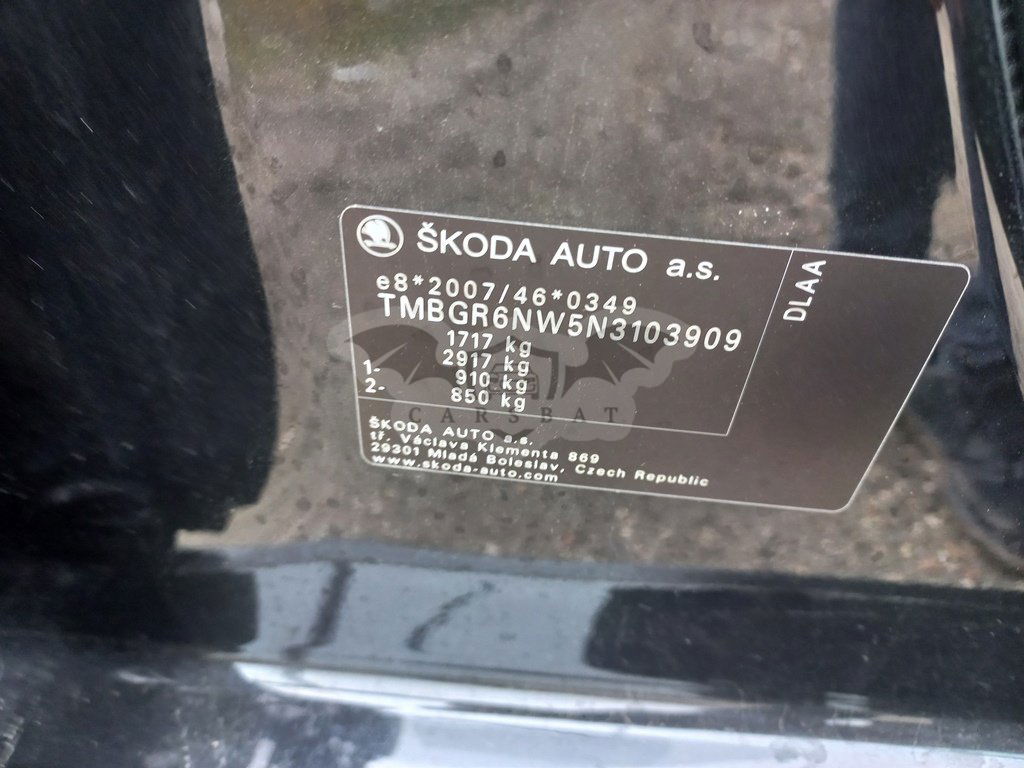 ŠKODA AUTO a.s.
e8*2007/46*0349
TMBGR6NW5N3103909
1717 kg
2917 kg
1- 910 kg
2- 850 kg
DLAA
CARSBAT
ŠKODA AUTO a.s.
tř. Václava Klementa 869
29301 Mladá Boleslav, Czech Republic
www.skoda-auto.com